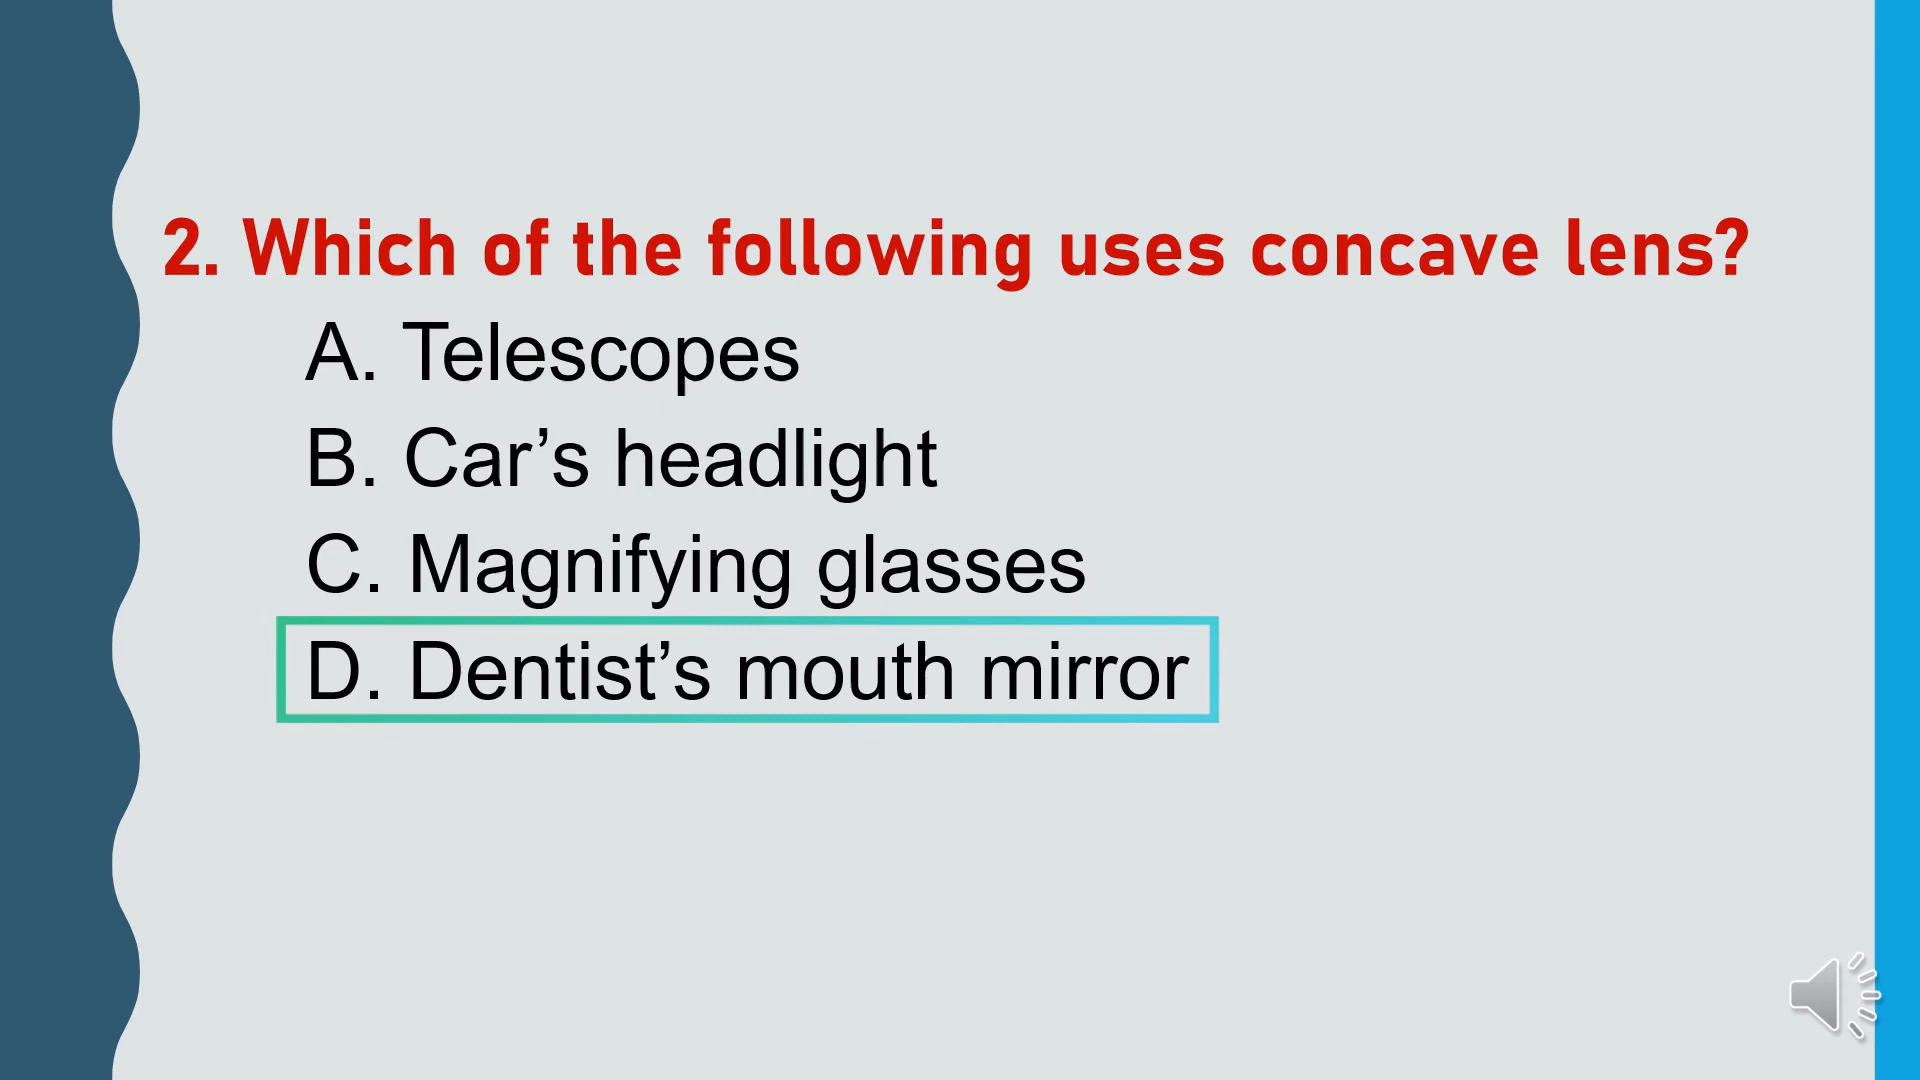 2. Which of the following uses concave lens?
A. Telescopes
B. Car’s headlight
C. Magnifying glasses
D. Dentist’s mouth mirror